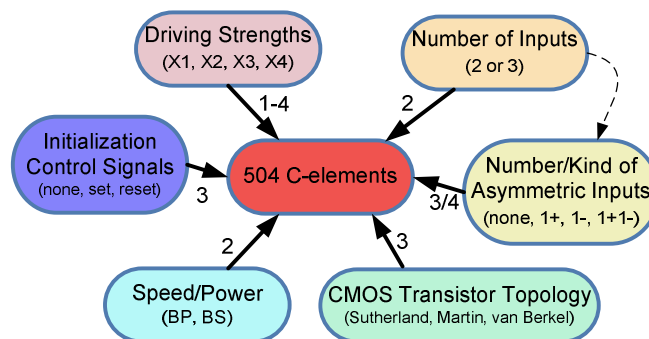 Driving Strengths
(X1, X2, X3, X4)
Number of Inputs
(2 or 3)
1-4
2
Initialization
Control Signals
(none, set, reset)
3
504 C-elements
Number/Kind of
Asymmetric Inputs
(none, 1+, 1-, 1+1-)
3/4
2
3
Speed/Power
(BP, BS)
CMOS Transistor Topology
(Sutherland, Martin, van Berkel)